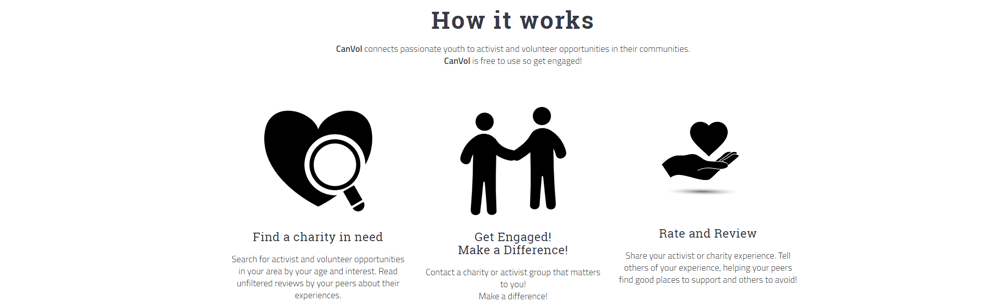 How it works
CanVol connects passionate youth to activist and volunteer opportunities in their communities.
CanVol is free to use so get engaged!
Find a charity in need
Search for activist and volunteer opportunities
in your area by your age and interest. Read
unfiltered reviews by your peers about their
experiences.
Get Engaged!
Make a Difference!
Contact a charity or activist group that matters
to you!
Make a difference!
Rate and Review
Share your activist or charity experience. Tell
others of your experience, helping your peers
find good places to support and others to avoid!